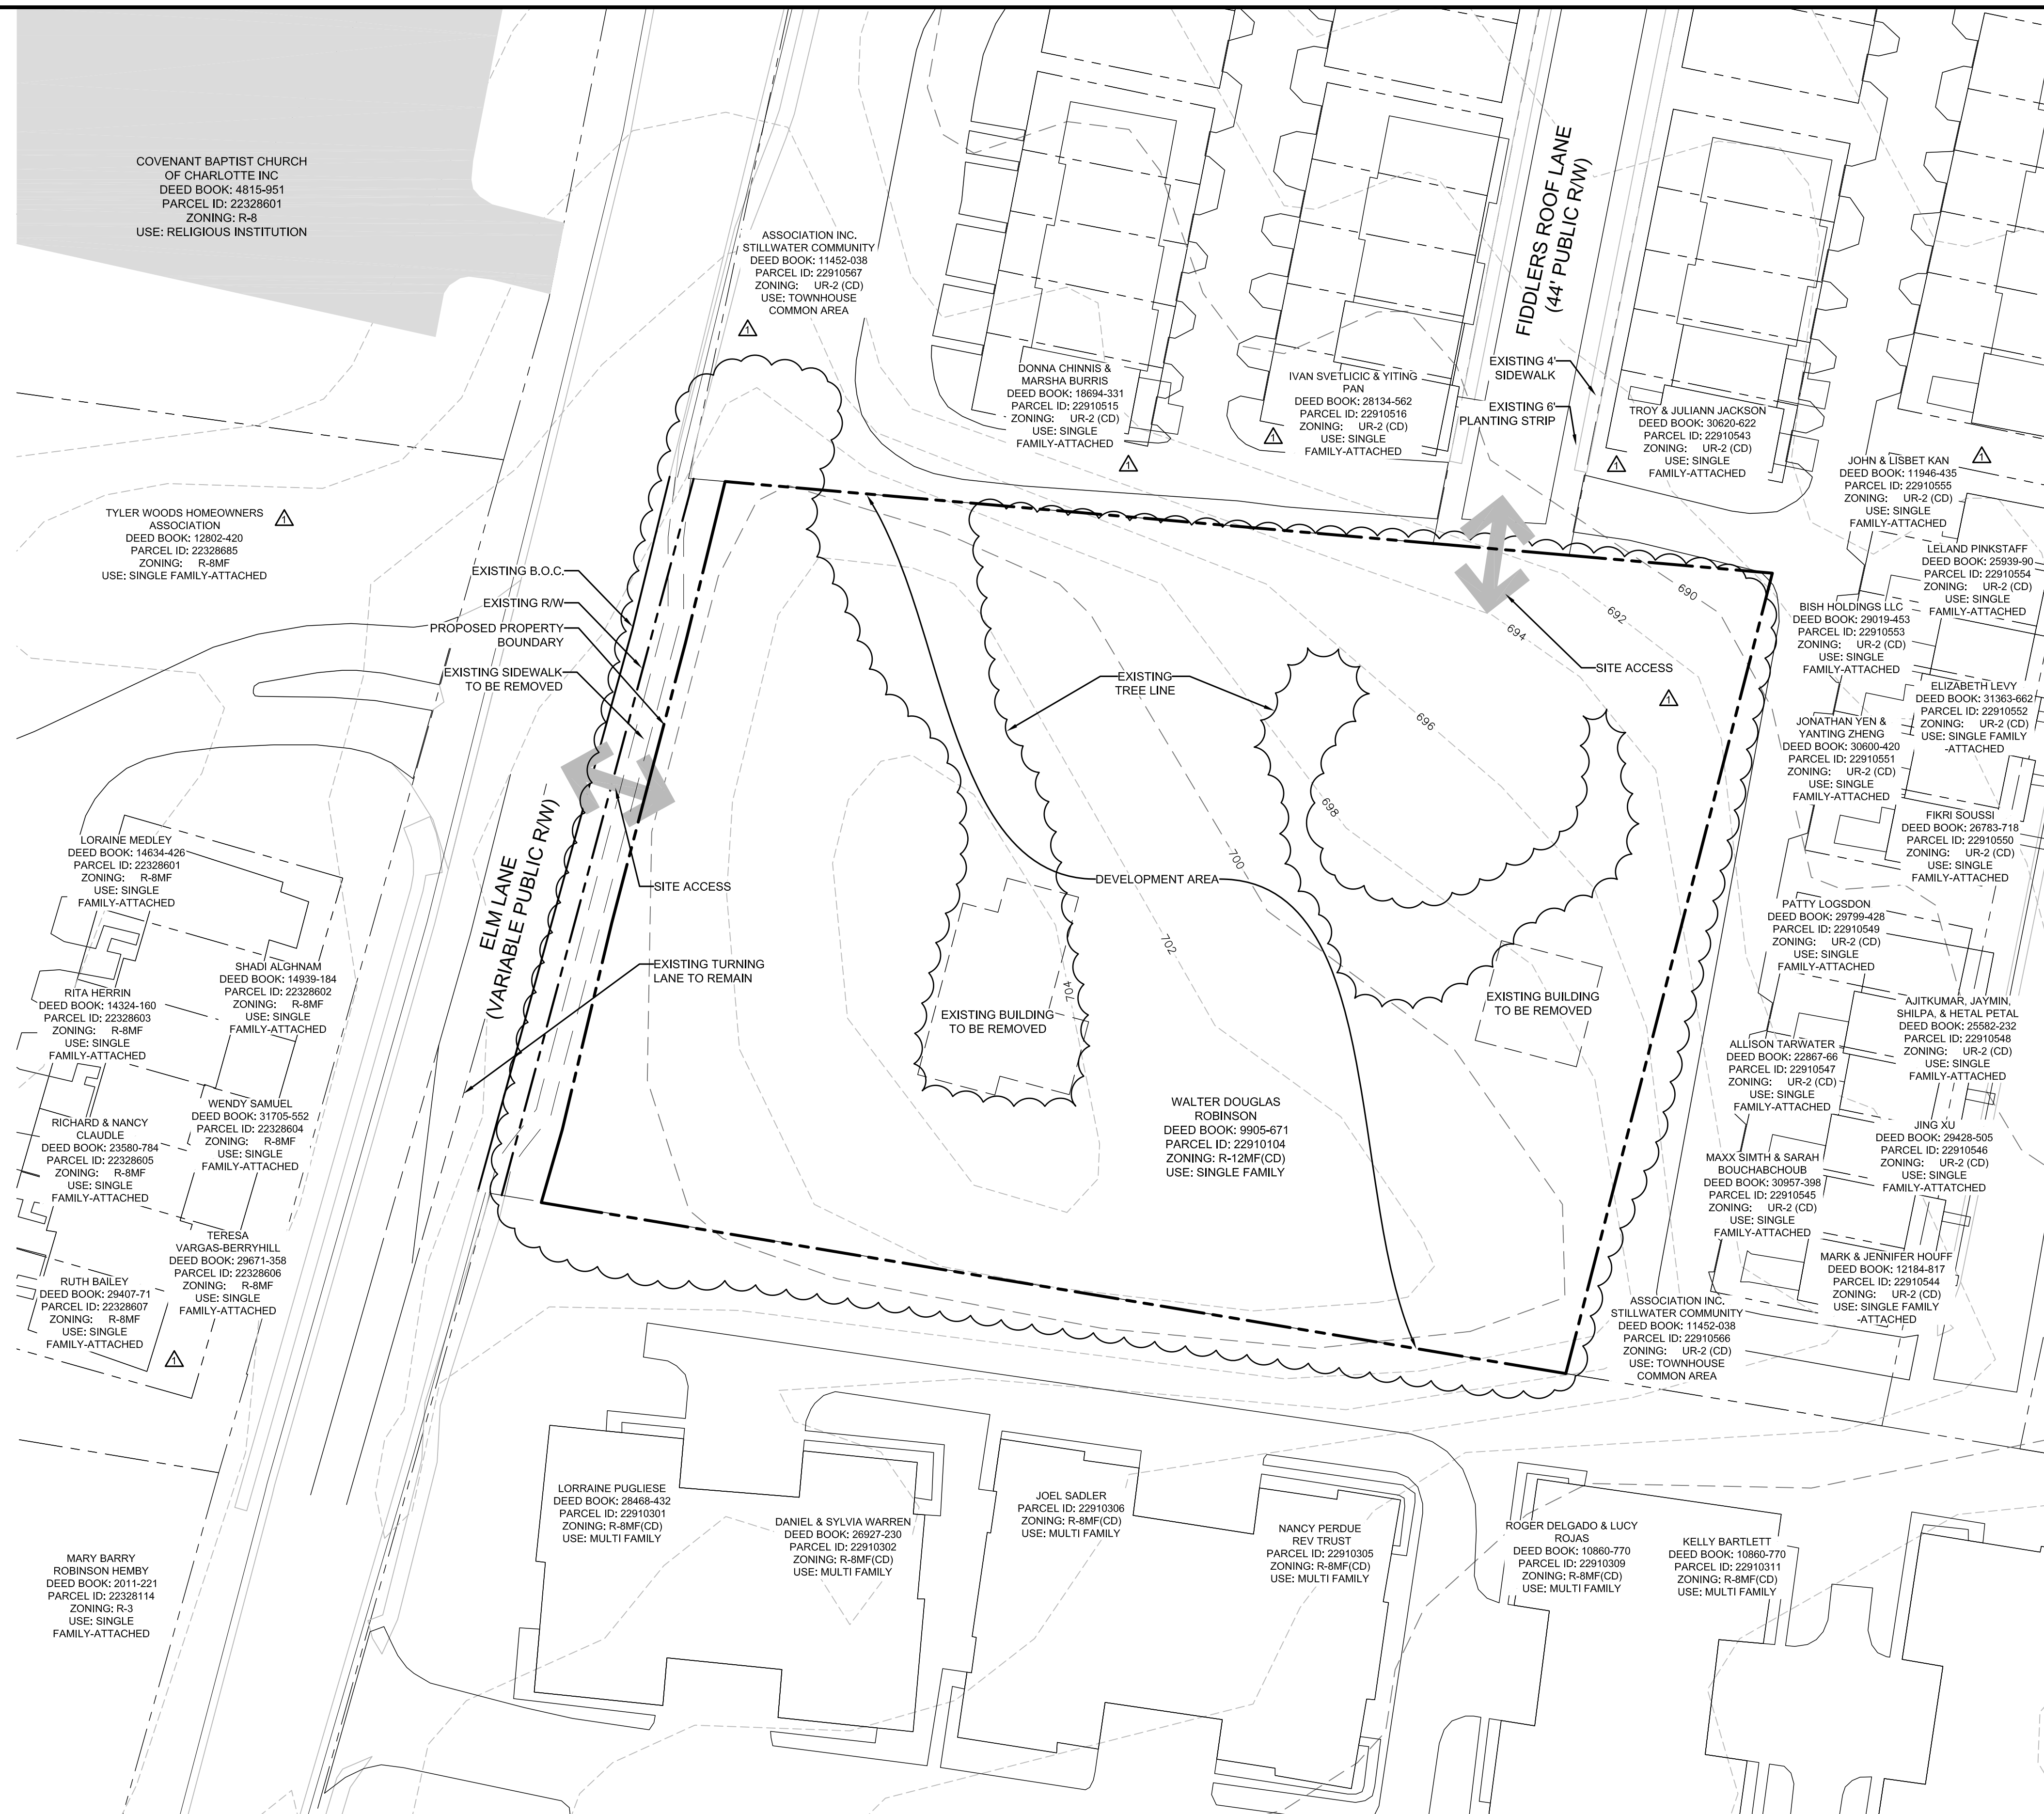 COVENANT BAPTIST CHURCH
OF CHARLOTTE INC
DEED BOOK: 4815-951
PARCEL ID: 22328601
ZONING: R-8
USE: RELIGIOUS INSTITUTION
ASSOCIATION INC.
STILLWATER COMMUNITY
DEED BOOK: 11452-038
PARCEL ID: 22910567
ZONING: UR-2 (CD)
USE: TOWNHOUSE
COMMON AREA
1
FIDDLERS ROOF LANE
(44' PUBLIC R/W)
DONNA CHINNIS &
MARSHA BURRIS
DEED BOOK: 18694-331
PARCEL ID: 22910515
ZONING: UR-2 (CD)
USE: SINGLE
FAMILY-ATTACHED
1
IVAN SVETLICIC & YITING
PAN
DEED BOOK: 28134-562
PARCEL ID: 22910516
ZONING: UR-2 (CD)
USE: SINGLE
FAMILY-ATTACHED
1
EXISTING 4'
SIDEWALK
EXISTING 6'
PLANTING STRIP
TROY & JULIANN JACKSON
DEED BOOK: 30620-622
PARCEL ID: 22910543
ZONING: UR-2 (CD)
USE: SINGLE
FAMILY-ATTACHED
1
JOHN & LISBET KAN
DEED BOOK: 11946-435
PARCEL ID: 22910555
ZONING: UR-2 (CD)
USE: SINGLE
FAMILY-ATTACHED
1
LELAND PINKSTAFF
DEED BOOK: 25939-90
PARCEL ID: 22910554
ZONING: UR-2 (CD)
USE: SINGLE
FAMILY-ATTACHED
BISH HOLDINGS LLC
DEED BOOK: 29019-453
PARCEL ID: 22910553
ZONING: UR-2 (CD)
USE: SINGLE
FAMILY-ATTACHED
ELIZABETH LEVY
DEED BOOK: 31363-662
PARCEL ID: 22910552
ZONING: UR-2 (CD)
USE: SINGLE FAMILY
-ATTACHED
JONATHAN YEN &
YANTING ZHENG
DEED BOOK: 30600-420
PARCEL ID: 22910551
ZONING: UR-2 (CD)
USE: SINGLE
FAMILY-ATTACHED
FIKRI SOUSSI
DEED BOOK: 26783-718
PARCEL ID: 22910550
ZONING: UR-2 (CD)
USE: SINGLE
FAMILY-ATTACHED
PATTY LOGSDON
DEED BOOK: 29799-428
PARCEL ID: 22910549
ZONING: UR-2 (CD)
USE: SINGLE
FAMILY-ATTACHED
AJITKUMAR, JAYMIN,
SHILPA, & HETAL PETAL
DEED BOOK: 25582-232
PARCEL ID: 22910548
ZONING: UR-2 (CD)
USE: SINGLE
FAMILY-ATTACHED
ALLISON TARWATER
DEED BOOK: 22867-66
PARCEL ID: 22910547
ZONING: UR-2 (CD)
USE: SINGLE
FAMILY-ATTACHED
JING XU
DEED BOOK: 29428-505
PARCEL ID: 22910546
ZONING: UR-2 (CD)
USE: SINGLE
FAMILY-ATTATCHED
MAXX SIMTH & SARAH
BOUCHABCHOUB
DEED BOOK: 30957-398
PARCEL ID: 22910545
ZONING: UR-2 (CD)
USE: SINGLE
FAMILY-ATTACHED
MARK & JENNIFER HOUFF
DEED BOOK: 12184-817
PARCEL ID: 22910544
ZONING: UR-2 (CD)
USE: SINGLE FAMILY
-ATTACHED
ASSOCIATION INC.
STILLWATER COMMUNITY
DEED BOOK: 11452-038
PARCEL ID: 22910566
ZONING: UR-2 (CD)
USE: TOWNHOUSE
COMMON AREA
TYLER WOODS HOMEOWNERS
ASSOCIATION
DEED BOOK: 12802-420
PARCEL ID: 22328685
ZONING: R-8MF
USE: SINGLE FAMILY-ATTACHED
1
EXISTING B.O.C.
EXISTING R/W
PROPOSED PROPERTY
BOUNDARY
EXISTING SIDEWALK
TO BE REMOVED
EXISTING
TREE LINE
SITE ACCESS
1
690
692
694
696
698
700
702
704
DEVELOPMENT AREA
SITE ACCESS
ELM LANE
(VARIABLE PUBLIC R/W)
EXISTING TURNING
LANE TO REMAIN
EXISTING BUILDING
TO BE REMOVED
EXISTING BUILDING
TO BE REMOVED
WALTER DOUGLAS
ROBINSON
DEED BOOK: 9905-671
PARCEL ID: 22910104
ZONING: R-12MF(CD)
USE: SINGLE FAMILY
LORAINE MEDLEY
DEED BOOK: 14634-426
PARCEL ID: 22328601
ZONING: R-8MF
USE: SINGLE
FAMILY-ATTACHED
SHADI ALGHNAM
DEED BOOK: 14939-184
PARCEL ID: 22328602
ZONING: R-8MF
USE: SINGLE
FAMILY-ATTACHED
RITA HERRIN
DEED BOOK: 14324-160
PARCEL ID: 22328603
ZONING: R-8MF
USE: SINGLE
FAMILY-ATTACHED
WENDY SAMUEL
DEED BOOK: 31705-552
PARCEL ID: 22328604
ZONING: R-8MF
USE: SINGLE
FAMILY-ATTACHED
RICHARD & NANCY
CLAUDLE
DEED BOOK: 23580-784
PARCEL ID: 22328605
ZONING: R-8MF
USE: SINGLE
FAMILY-ATTACHED
TERESA
VARGAS-BERRYHILL
DEED BOOK: 29671-358
PARCEL ID: 22328606
ZONING: R-8MF
USE: SINGLE
FAMILY-ATTACHED
RUTH BAILEY
DEED BOOK: 29407-71
PARCEL ID: 22328607
ZONING: R-8MF
USE: SINGLE
FAMILY-ATTACHED
1
MARY BARRY
ROBINSON HEMBY
DEED BOOK: 2011-221
PARCEL ID: 22328114
ZONING: R-3
USE: SINGLE
FAMILY-ATTACHED
LORRAINE PUGLIESE
DEED BOOK: 28468-432
PARCEL ID: 22910301
ZONING: R-8MF(CD)
USE: MULTI FAMILY
DANIEL & SYLVIA WARREN
DEED BOOK: 26927-230
PARCEL ID: 22910302
ZONING: R-8MF(CD)
USE: MULTI FAMILY
JOEL SADLER
PARCEL ID: 22910306
ZONING: R-8MF(CD)
USE: MULTI FAMILY
NANCY PERDUE
REV TRUST
PARCEL ID: 22910305
ZONING: R-8MF(CD)
USE: MULTI FAMILY
ROGER DELGADO & LUCY
ROJAS
DEED BOOK: 10860-770
PARCEL ID: 22910309
ZONING: R-8MF(CD)
USE: MULTI FAMILY
KELLY BARTLETT
DEED BOOK: 10860-770
PARCEL ID: 22910311
ZONING: R-8MF(CD)
USE: MULTI FAMILY